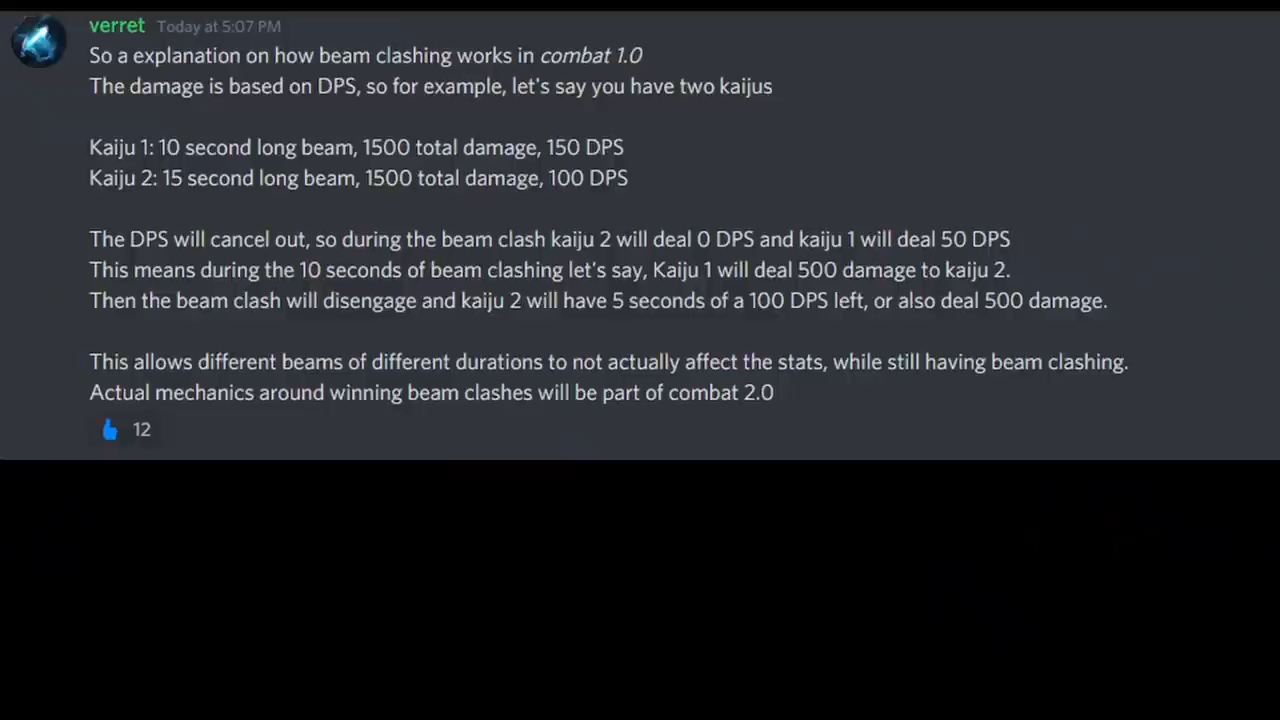 verret Today at 5:07 PM
So a explanation on how beam clashing works in combat 1.0
The damage is based on DPS, so for example, let's say you have two kaijus
Kaiju 1: 10 second long beam, 1500 total damage, 150 DPS
Kaiju 2: 15 second long beam, 1500 total damage, 100 DPS
The DPS will cancel out, so during the beam clash kaiju 2 will deal 0 DPS and kaiju 1 will deal 50 DPS
This means during the 10 seconds of beam clashing let's say, Kaiju 1 will deal 500 damage to kaiju 2.
Then the beam clash will disengage and kaiju 2 will have 5 seconds of a 100 DPS left, or also deal 500 damage.
This allows different beams of different durations to not actually affect the stats, while still having beam clashing.
Actual mechanics around winning beam clashes will be part of combat 2.0
12